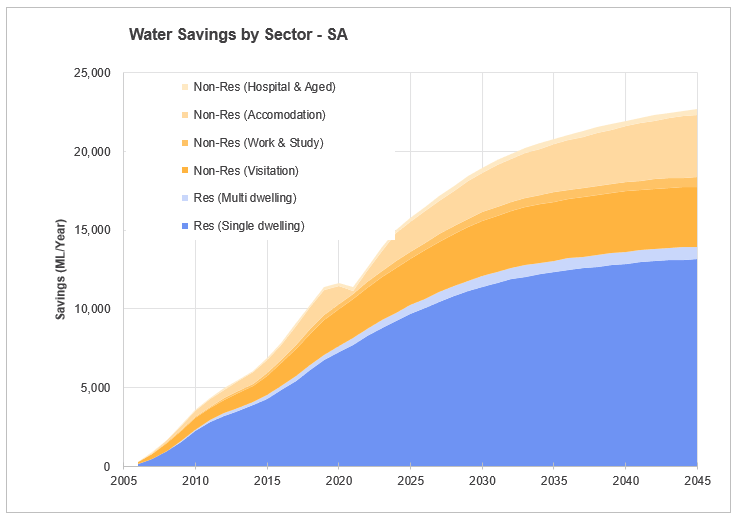 Water Savings by Sector - SA
25,000
Non-Res (Hospital & Aged)
Non-Res (Accomodation)
Non-Res (Work & Study)
Non-Res (Visitation)
Res (Multi dwelling)
Res (Single dwelling)
20,000
15,000
10,000
5,000
0
Savings (ML/Year)
2005 2010 2015 2020 2025 2030 2035 2040 2045